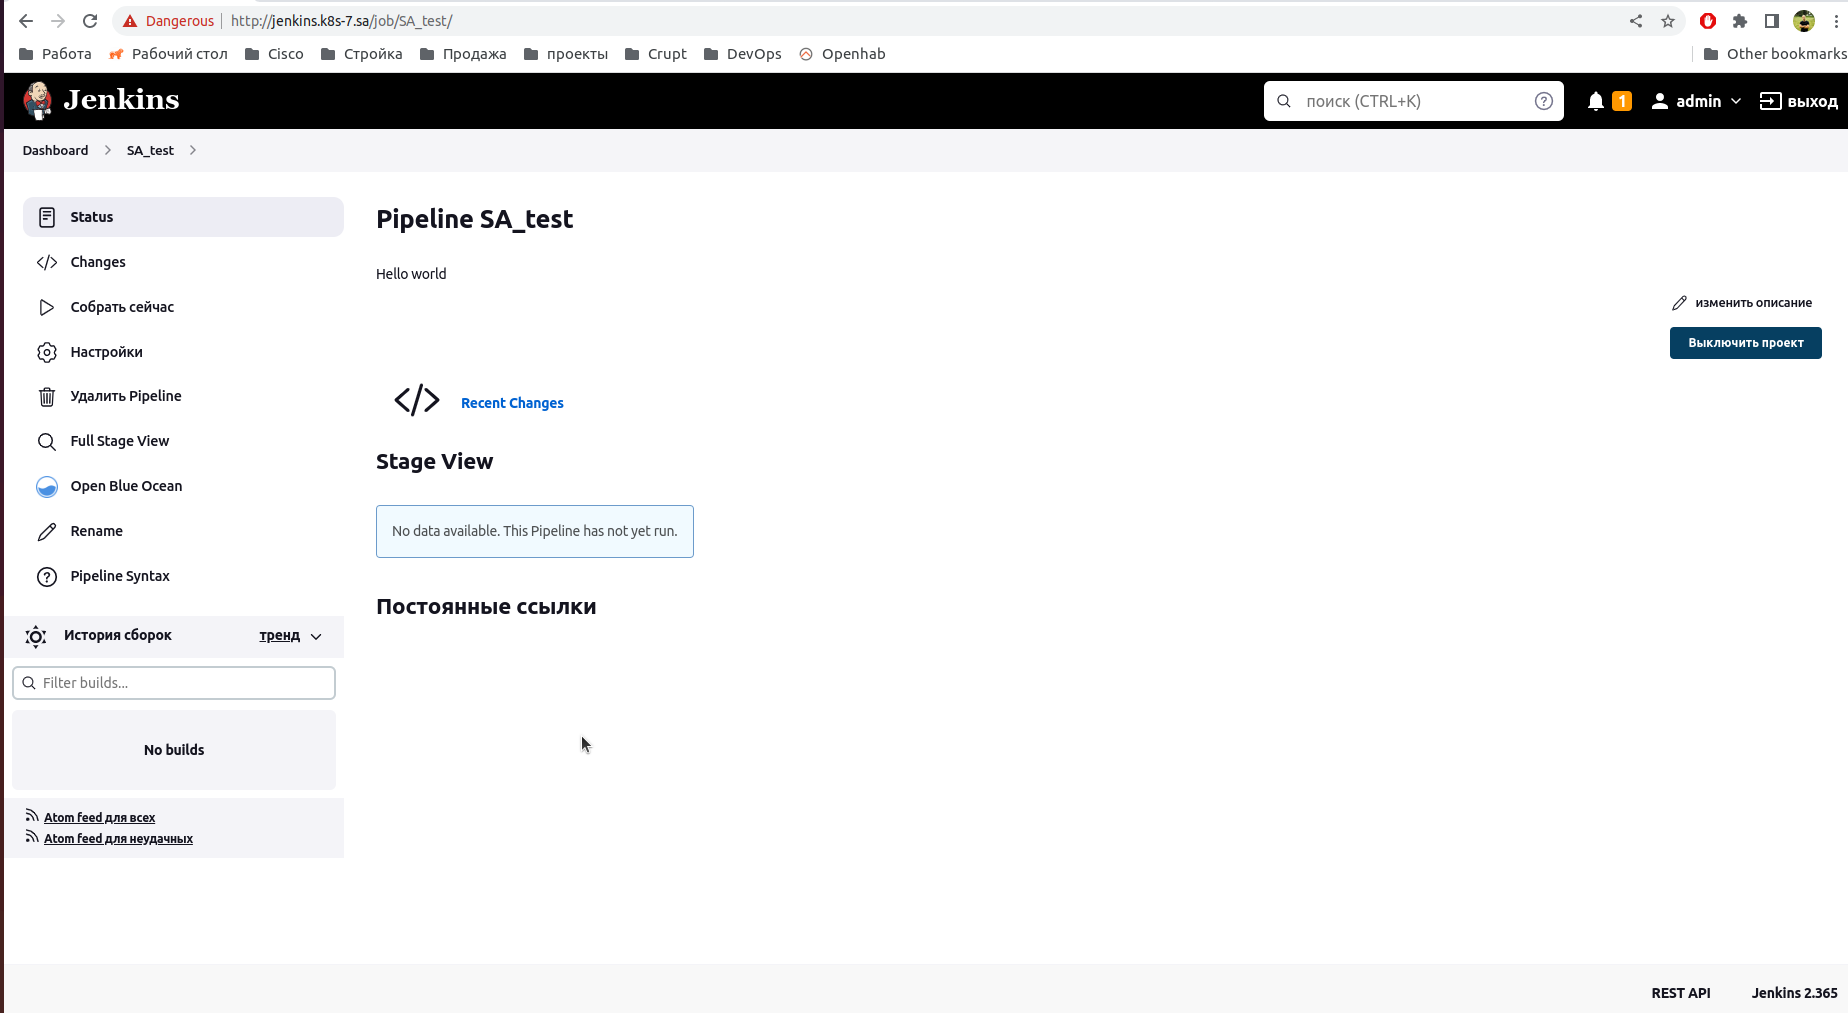 Dangerous http://jenkins.k8s-7.sa/job/SA_test/
Работа Рабочий стол Cisco Стройка Продажа проекты Crupt DevOps Openhab Other bookmarks
Jenkins поиск (CTRL+K) ? 1 admin выход
Dashboard SA_test
Status
Changes
Собрать сейчас
Настройки
Удалить Pipeline
Full Stage View
Open Blue Ocean
Rename
Pipeline Syntax
История сборок тренд
Filter builds...
No builds
Atom feed для всех
Atom feed для неудачных
Pipeline SA_test
Hello world
изменить описание
Выключить проект
Recent Changes
Stage View
No data available. This Pipeline has not yet run.
Постоянные ссылки
REST API Jenkins 2.365